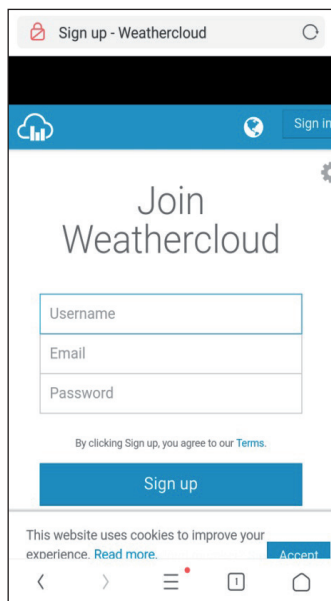 Sign up - Weathercloud
Sign in
Join
Weathercloud
Username
Email
Password
By clicking Sign up, you agree to our Terms.
Sign up
This website uses cookies to improve your
experience. Read more.
Accept
1